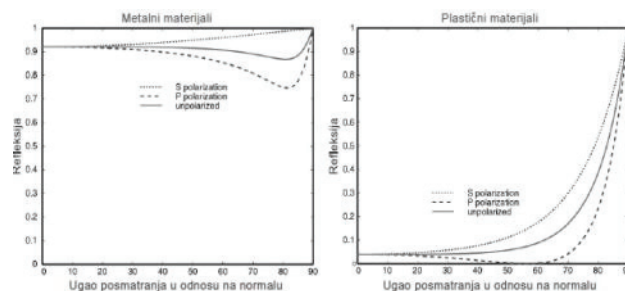 Metalni materijali
1
0.9
0.8
0.7
0.6
0.5
0.4
0.3
0.2
0.1
0
Refleksija
S polarization
P polarization
unpolarized
0 10 20 30 40 50 60 70 80 90
Ugao posmatranja u odnosu na normalu
Plastični materijali
1
0.9
0.8
0.7
0.6
0.5
0.4
0.3
0.2
0.1
0
Refleksija
S polarization
P polarization
unpolarized
0 10 20 30 40 50 60 70 80 90
Ugao posmatranja u odnosu na normalu